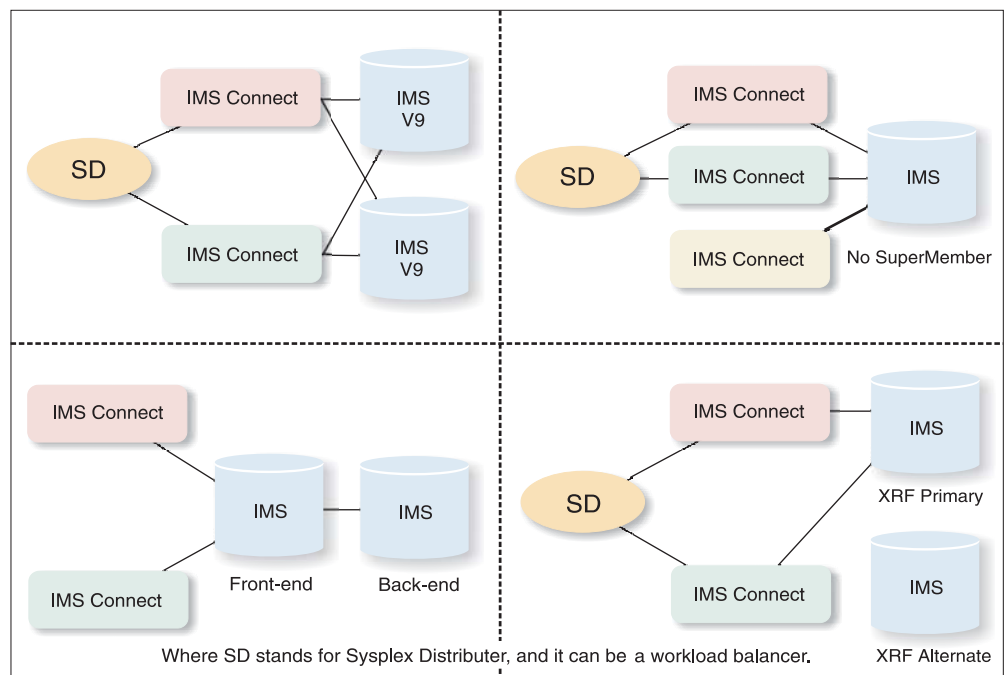 IMS Connect
IMS
V9
SD
IMS Connect
IMS
V9
IMS Connect
SD
IMS Connect
IMS
IMS Connect
No SuperMember
IMS Connect
IMS
IMS
Front-end
Back-end
IMS Connect
IMS Connect
IMS
XRF Primary
SD
IMS Connect
IMS
XRF Alternate
Where SD stands for Sysplex Distributer, and it can be a workload balancer.